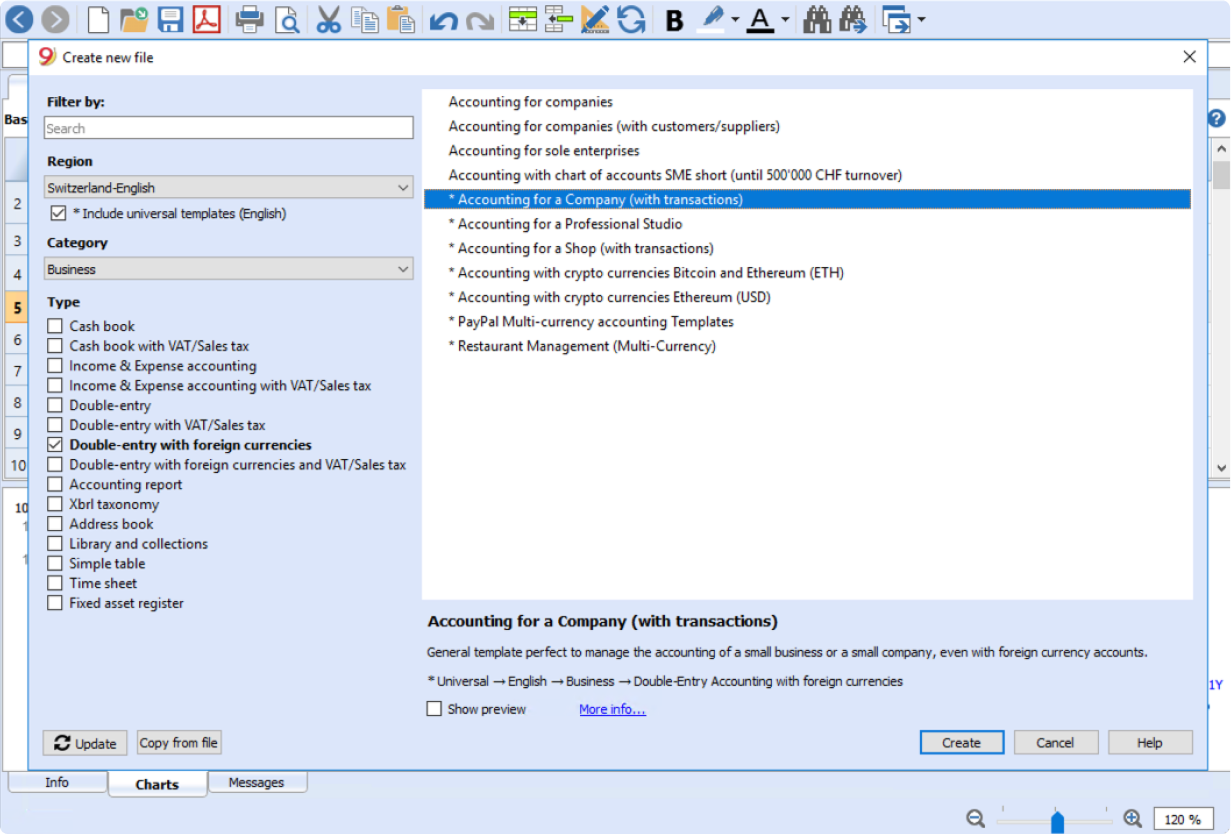 B
A
9 Create new file
Bas
Filter by:
Search
Region
Switzerland-English
* Include universal templates (English)
Category
Business
Type
Cash book
Cash book with VAT/Sales tax
Income & Expense accounting
Income & Expense accounting with VAT/Sales tax
Double-entry
Double-entry with VAT/Sales tax
Double-entry with foreign currencies
Double-entry with foreign currencies and VAT/Sales tax
Accounting report
Xbrl taxonomy
Address book
Library and collections
Simple table
Time sheet
Fixed asset register
2
3
4
5
6
7
8
9
10
10
1
1
Accounting for companies
Accounting for companies (with customers/suppliers)
Accounting for sole enterprises
Accounting with chart of accounts SME short (until 500'000 CHF turnover)
* Accounting for a Company (with transactions)
* Accounting for a Professional Studio
* Accounting for a Shop (with transactions)
* Accounting with crypto currencies Bitcoin and Ethereum (ETH)
* Accounting with crypto currencies Ethereum (USD)
* PayPal Multi-currency accounting Templates
* Restaurant Management (Multi-Currency)
Accounting for a Company (with transactions)
General template perfect to manage the accounting of a small business or a small company, even with foreign currency accounts.
* Universal → English → Business → Double-Entry Accounting with foreign currencies
1Y
Show preview More info...
Update Copy from file Create Cancel Help
Info Charts Messages
120 %